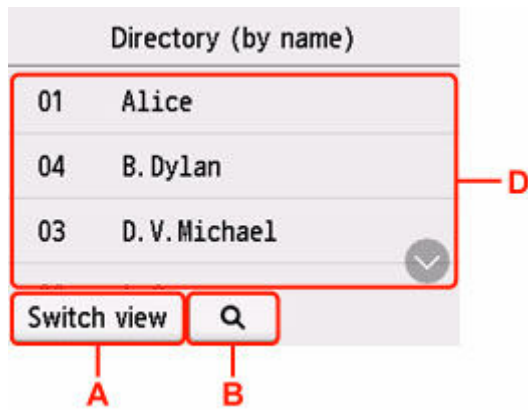 Directory (by name)
01 Alice
04 B.Dylan
03 D.V.Michael
D
Switch view
A B